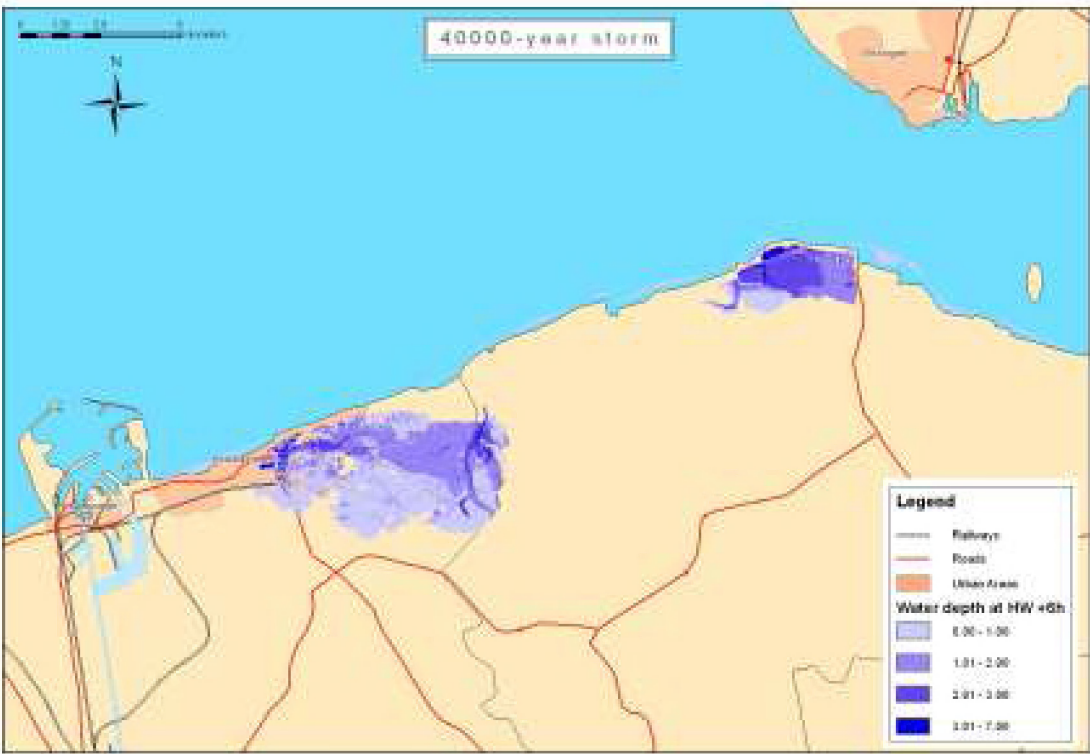 40000-year storm
N
Legend
Railways
Roads
Urban Areas
Water depth at HW +6h
0.00 - 1.00
1.01 - 2.00
2.01 - 3.00
3.01 - 7.00